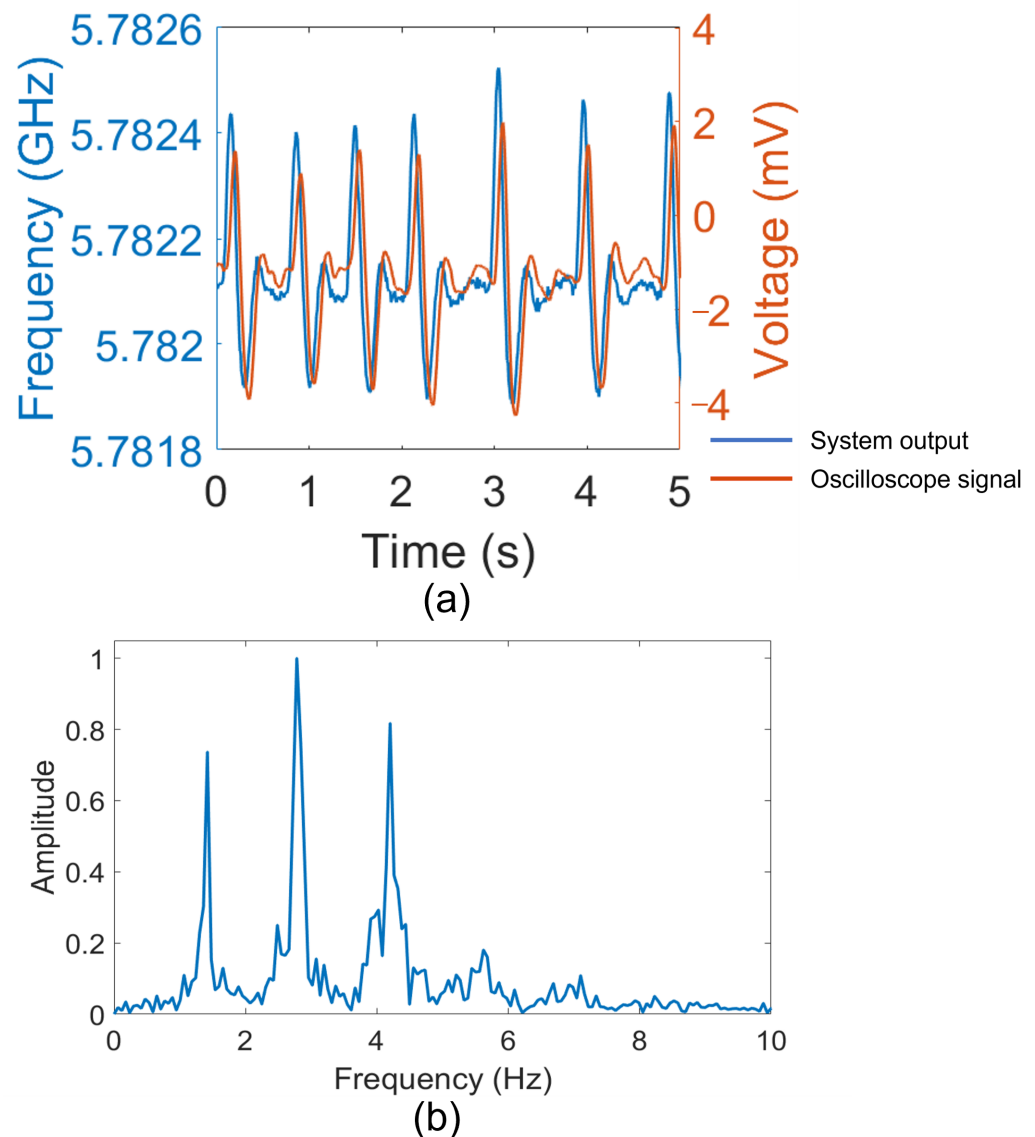 Frequency (GHz)
5.7826
5.7824
5.7822
5.782
5.7818
4
2
0
−2
−4
Voltage (mV)
System output
Oscilloscope signal
0 1 2 3 4 5
Time (s)
(a)
Amplitude
1
0.8
0.6
0.4
0.2
0
0 2 4 6 8 10
Frequency (Hz)
(b)